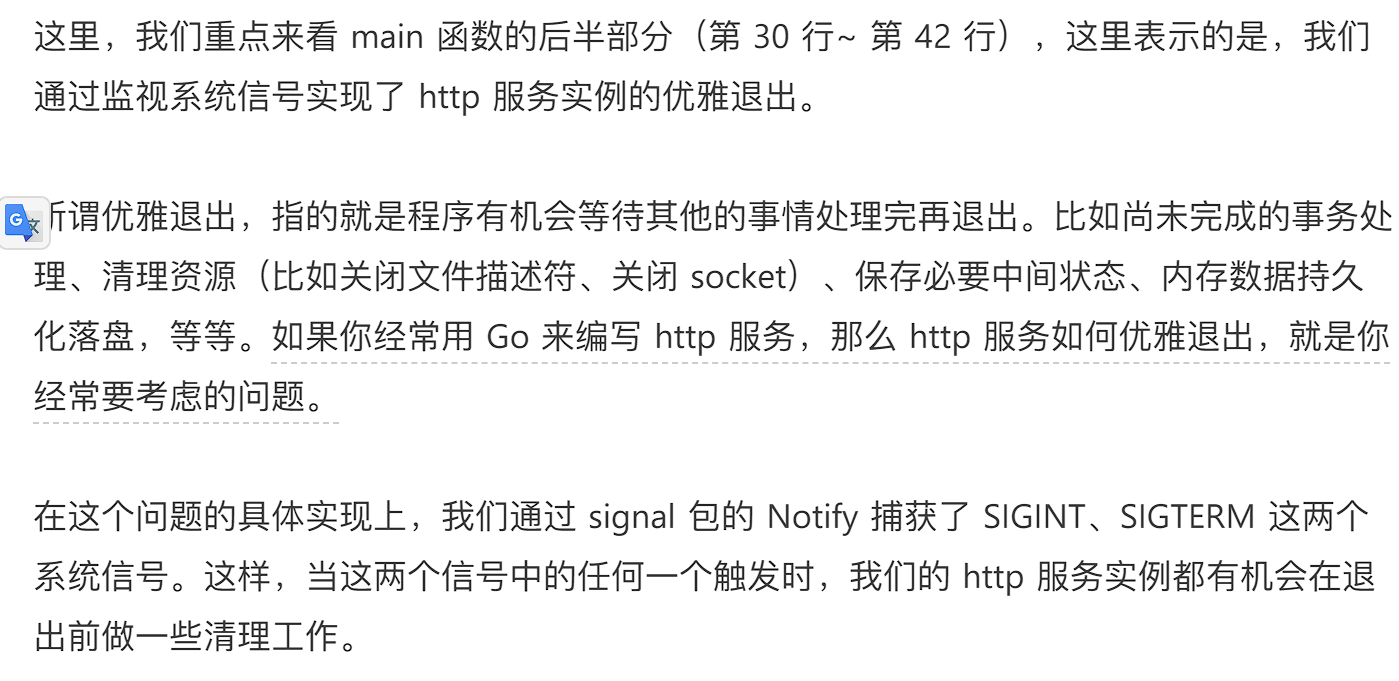 这里，我们重点来看 main 函数的后半部分（第 30 行~ 第 42 行），这里表示的是，我们
通过监视系统信号实现了 http 服务实例的优雅退出。
所谓优雅退出，指的就是程序有机会等待其他的事情处理完再退出。比如尚未完成的事务处
理、清理资源（比如关闭文件描述符、关闭 socket）、保存必要中间状态、内存数据持久
化落盘，等等。如果你经常用 Go 来编写 http 服务，那么 http 服务如何优雅退出，就是你
经常要考虑的问题。
在这个问题的具体实现上，我们通过 signal 包的 Notify 捕获了 SIGINT、SIGTERM 这两个
系统信号。这样，当这两个信号中的任何一个触发时，我们的 http 服务实例都有机会在退
出前做一些清理工作。